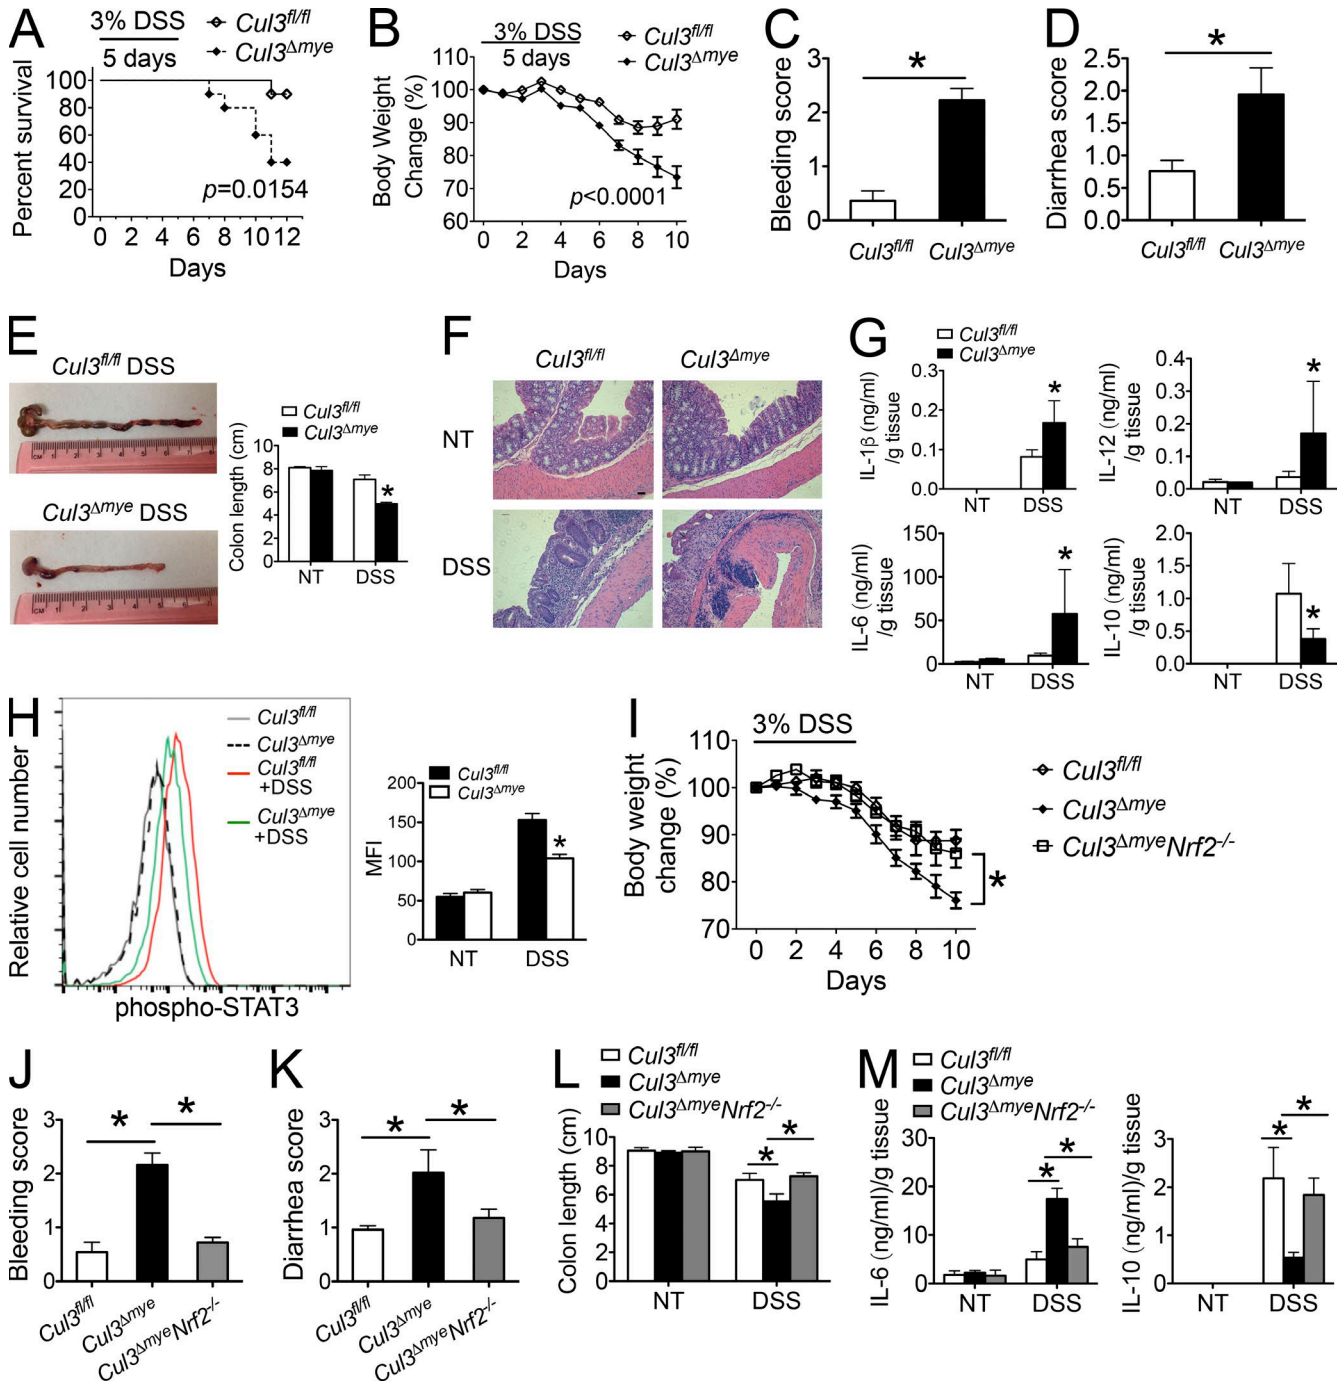 A
3% DSS
5 days
Cul3fl/fl
Cul3Δmye
Percent survival
100
80
60
40
20
0
p=0.0154
0 2 4 6 8 10 12
Days
B
3% DSS
5 days
Cul3fl/fl
Cul3Δmye
Body Weight
Change (%)
110
100
90
80
70
60
p<0.0001
0 2 4 6 8 10
Days
C
Bleeding score
3
2
1
0
*
Cul3fl/fl Cul3Δmye
D
Diarrhea score
2.5
2.0
1.5
1.0
0.5
0.0
*
Cul3fl/fl Cul3Δmye
E
Cul3fl/fl DSS
Cul3Δmye DSS
Cul3fl/fl
Cul3Δmye
Colon length (cm)
10
8
6
4
2
0
*
NT DSS
F
Cul3fl/fl Cul3Δmye
NT
DSS
G
Cul3fl/fl
Cul3Δmye
IL-1β (ng/ml)
/g tissue
0.3
0.2
0.1
0.0
*
NT DSS
IL-12 (ng/ml)
/g tissue
0.4
0.3
0.2
0.1
0.0
*
NT DSS
IL-6 (ng/ml)
/g tissue
150
100
50
0
*
NT DSS
IL-10 (ng/ml)
/g tissue
2.0
1.5
1.0
0.5
0.0
*
NT DSS
H
Relative cell number
Cul3fl/fl
Cul3Δmye
Cul3fl/fl
+DSS
Cul3Δmye
+DSS
phospho-STAT3
Cul3fl/fl
Cul3Δmye
MFI
200
150
100
50
0
*
NT DSS
I
3% DSS
Body weight
change (%)
110
100
90
80
70
*
0 2 4 6 8 10
Days
Cul3fl/fl
Cul3Δmye
Cul3ΔmyeNrf2-/-
J
Bleeding score
3
2
1
0
* *
Cul3fl/fl
Cul3Δmye
Cul3ΔmyeNrf2-/-
K
Diarrhea score
3
2
1
0
* *
Cul3fl/fl
Cul3Δmye
Cul3ΔmyeNrf2-/-
L
Cul3fl/fl
Cul3Δmye
Cul3ΔmyeNrf2-/-
Colon length (cm)
10
8
6
4
2
0
* *
NT DSS
M
Cul3fl/fl
Cul3Δmye
Cul3ΔmyeNrf2-/-
IL-6 (ng/ml)/g tissue
30
20
10
0
* *
NT DSS
IL-10 (ng/ml)/g tissue
3
2
1
0
* *
NT DSS